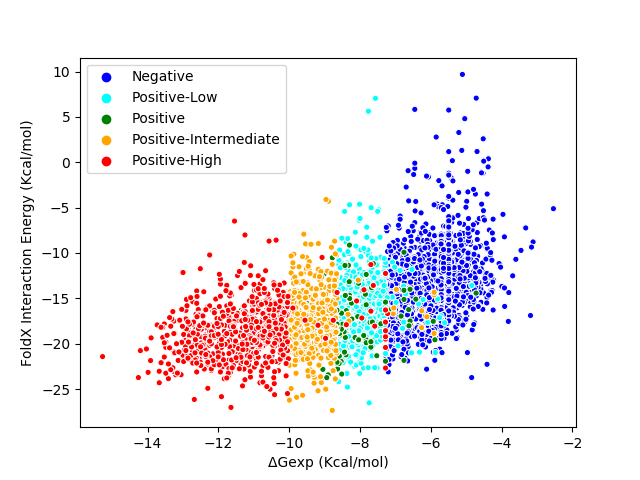 Negative
Positive-Low
Positive
Positive-Intermediate
Positive-High
10
5
0
−5
−10
−15
−20
−25
FoldX Interaction Energy (Kcal/mol)
−14 −12 −10 −8 −6 −4 −2
ΔGexp (Kcal/mol)